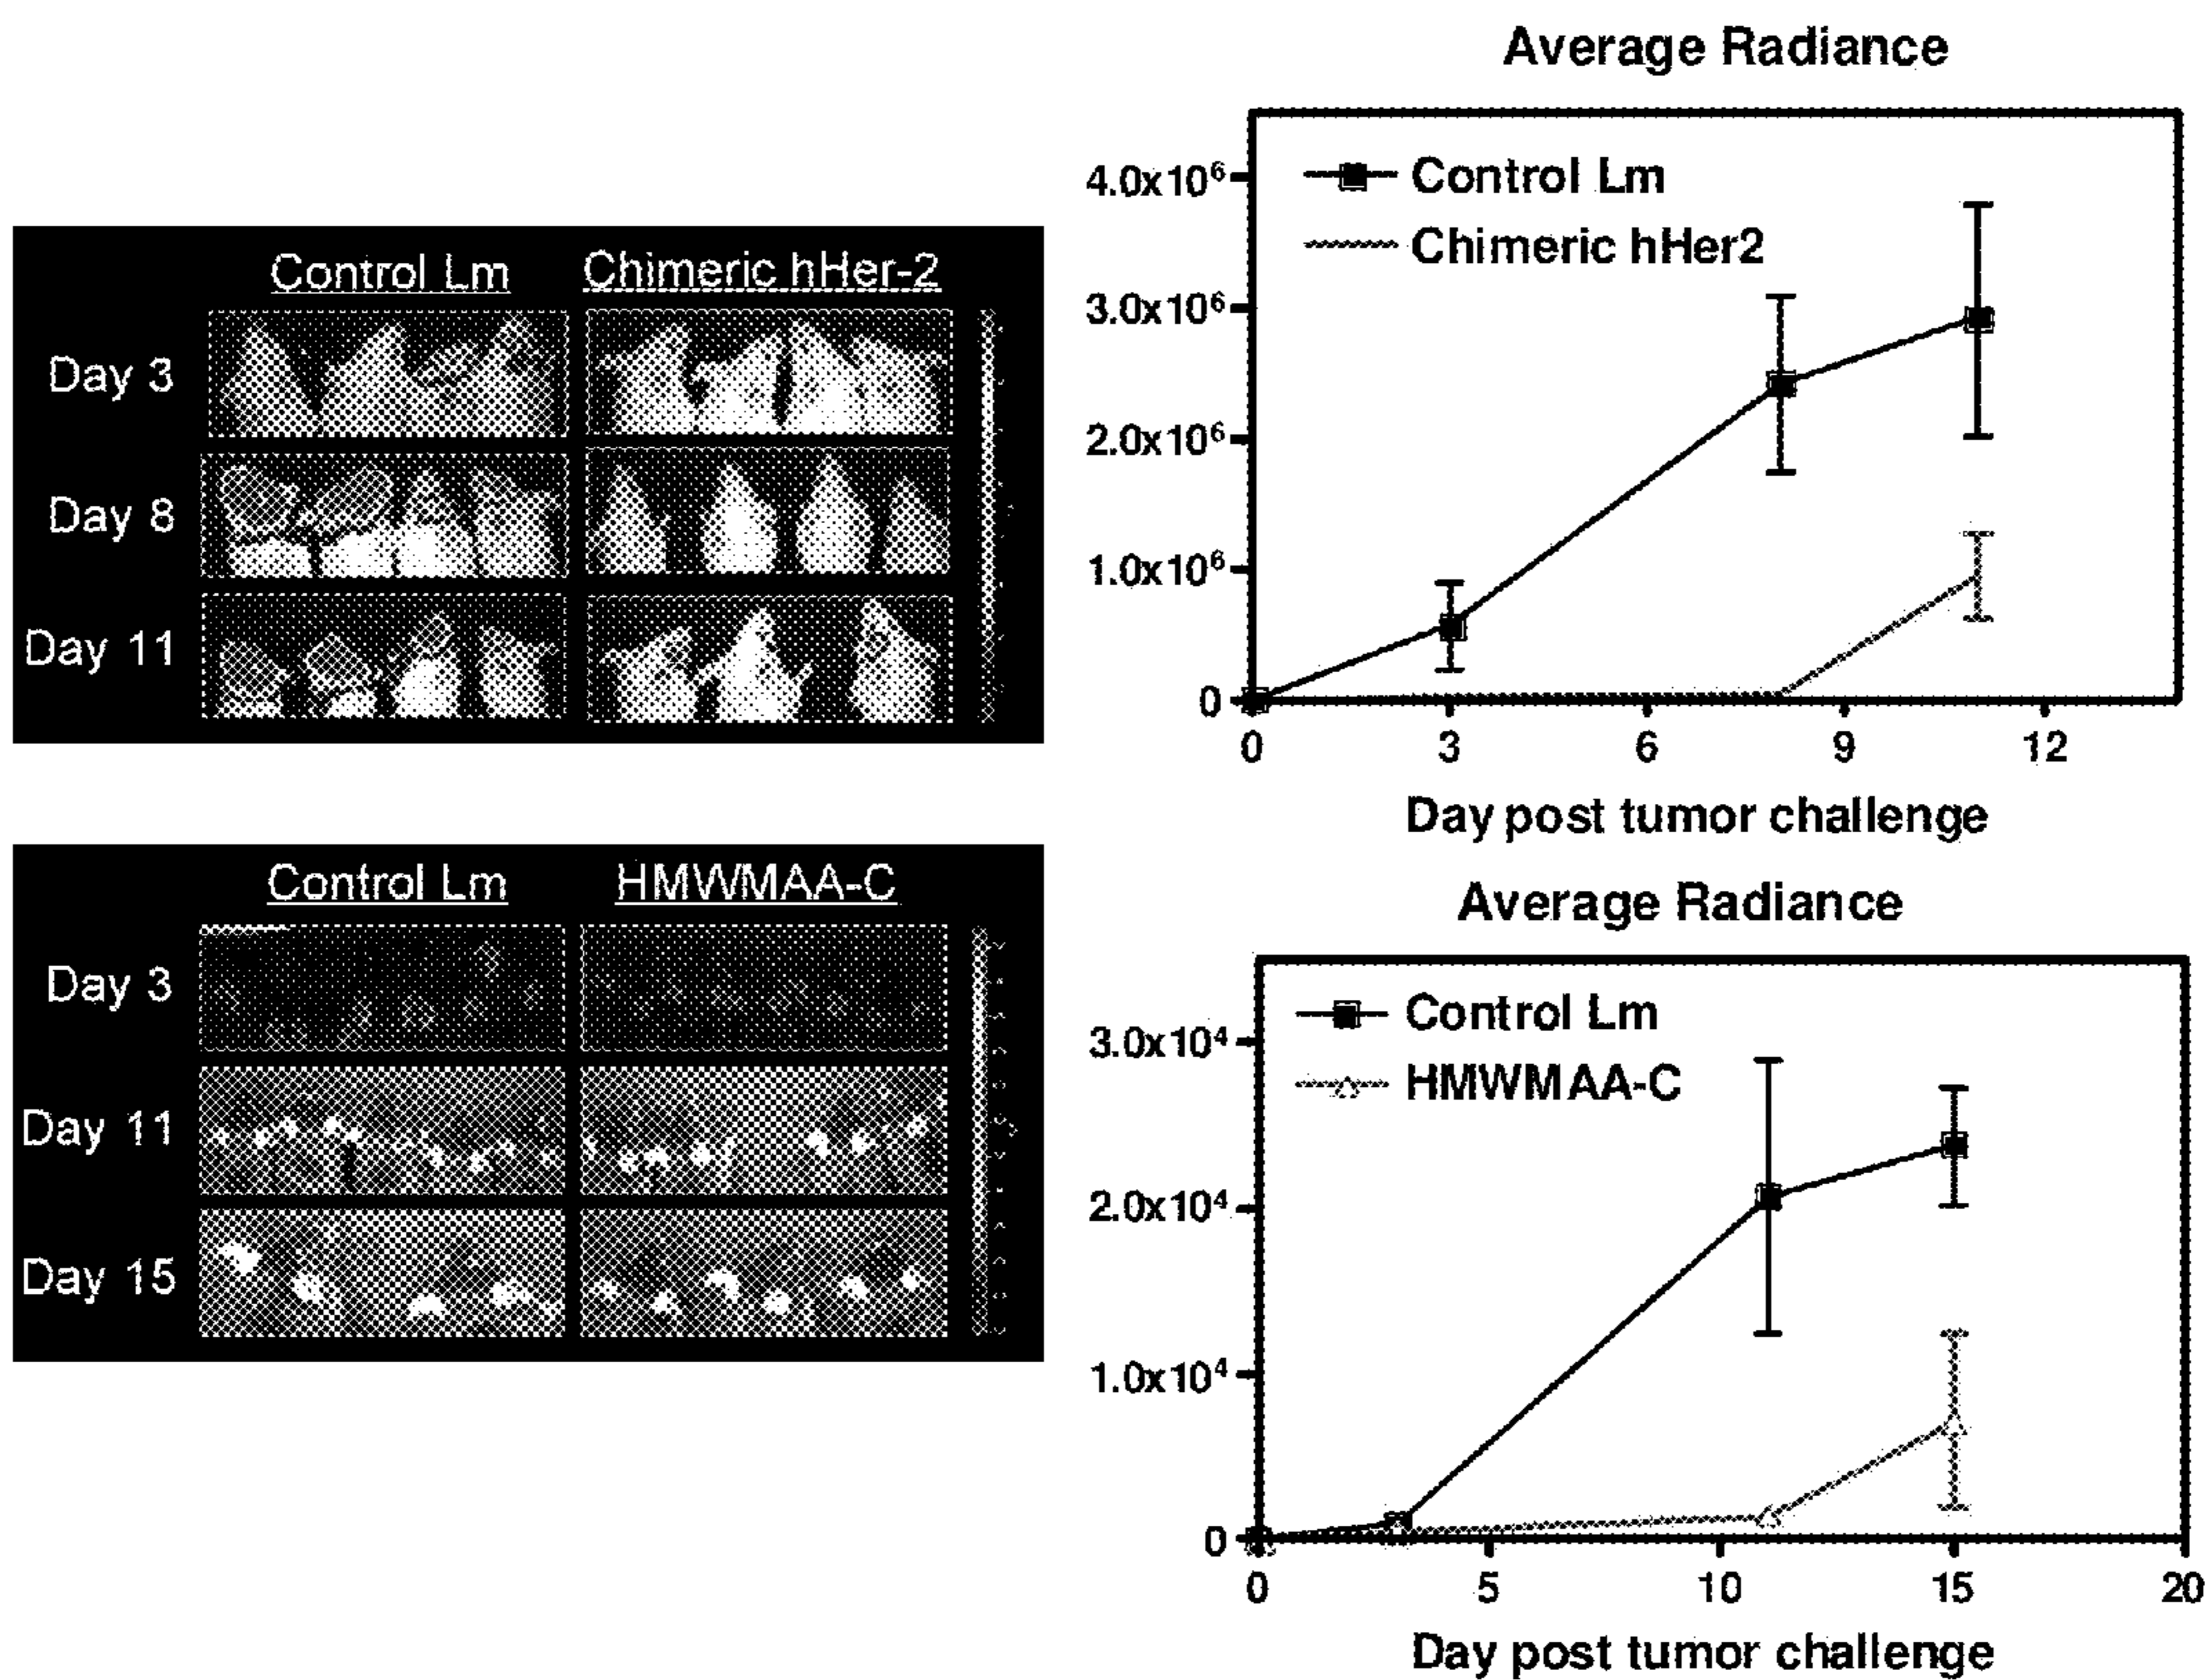 Control Lm
Chimeric hHer-2
Day 3
Day 8
Day 11
Average Radiance
4.0x10⁶
3.0x10⁶
2.0x10⁶
1.0x10⁶
0
Control Lm
Chimeric hHer2
0 3 6 9 12
Day post tumor challenge
Control Lm
HMWMAA-C
Day 3
Day 11
Day 15
Average Radiance
3.0x10⁴
2.0x10⁴
1.0x10⁴
0
Control Lm
HMWMAA-C
0 5 10 15 20
Day post tumor challenge